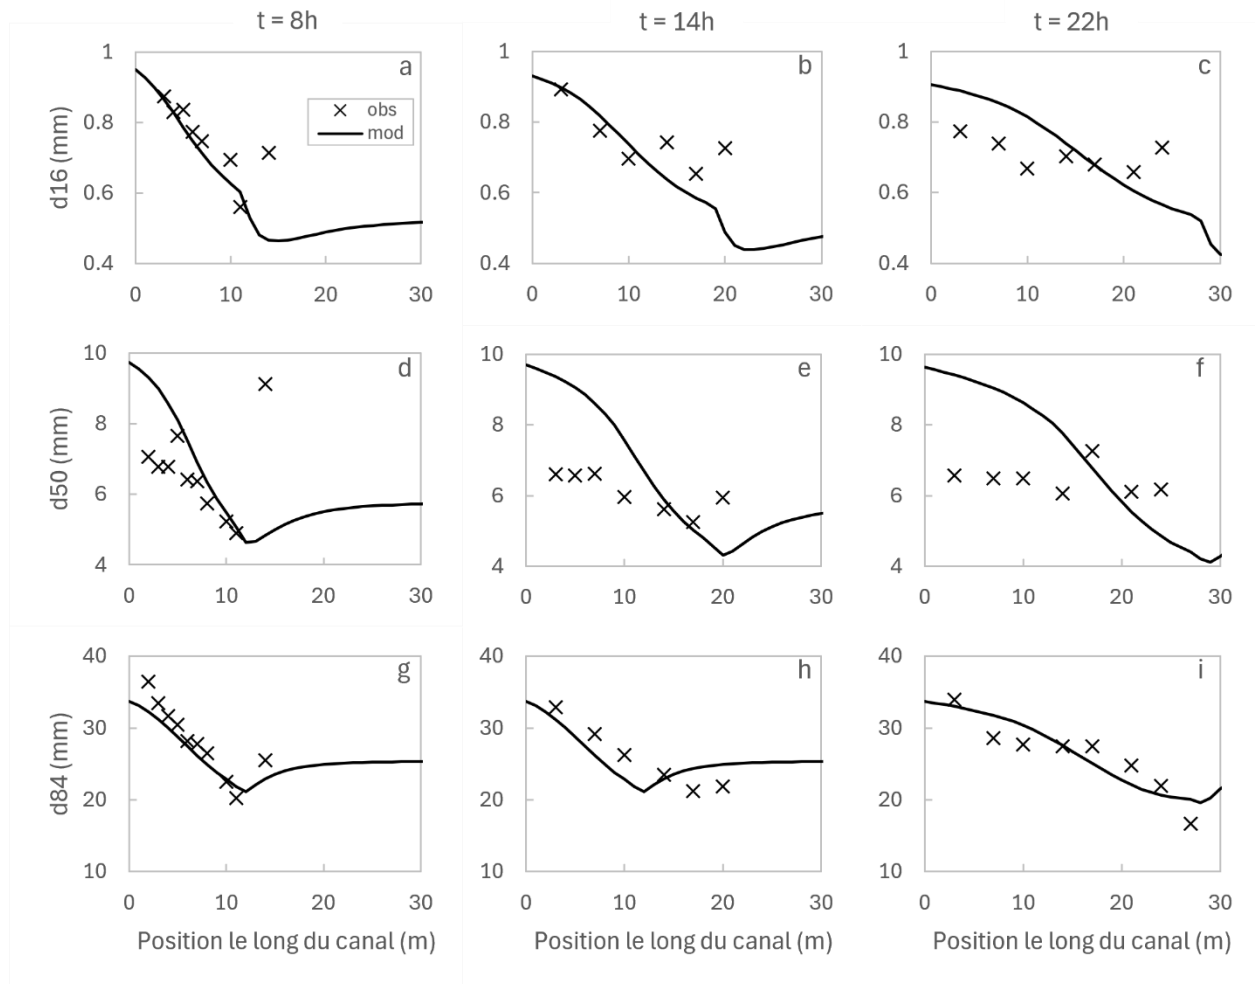 t = 8h t = 14h t = 22h
1 a 1 b 1 c
× obs
mod
0.8 0.8 0.8
d16 (mm)
0.6 0.6 0.6
0.4 0.4 0.4
0 10 20 30 0 10 20 30 0 10 20 30
10 d 10 e 10 f
8 8 8
d50 (mm)
6 6 6
4 4 4
0 10 20 30 0 10 20 30 0 10 20 30
40 g 40 h 40 i
30 30 30
d84 (mm)
20 20 20
10 10 10
0 10 20 30 0 10 20 30 0 10 20 30
Position le long du canal (m) Position le long du canal (m) Position le long du canal (m)